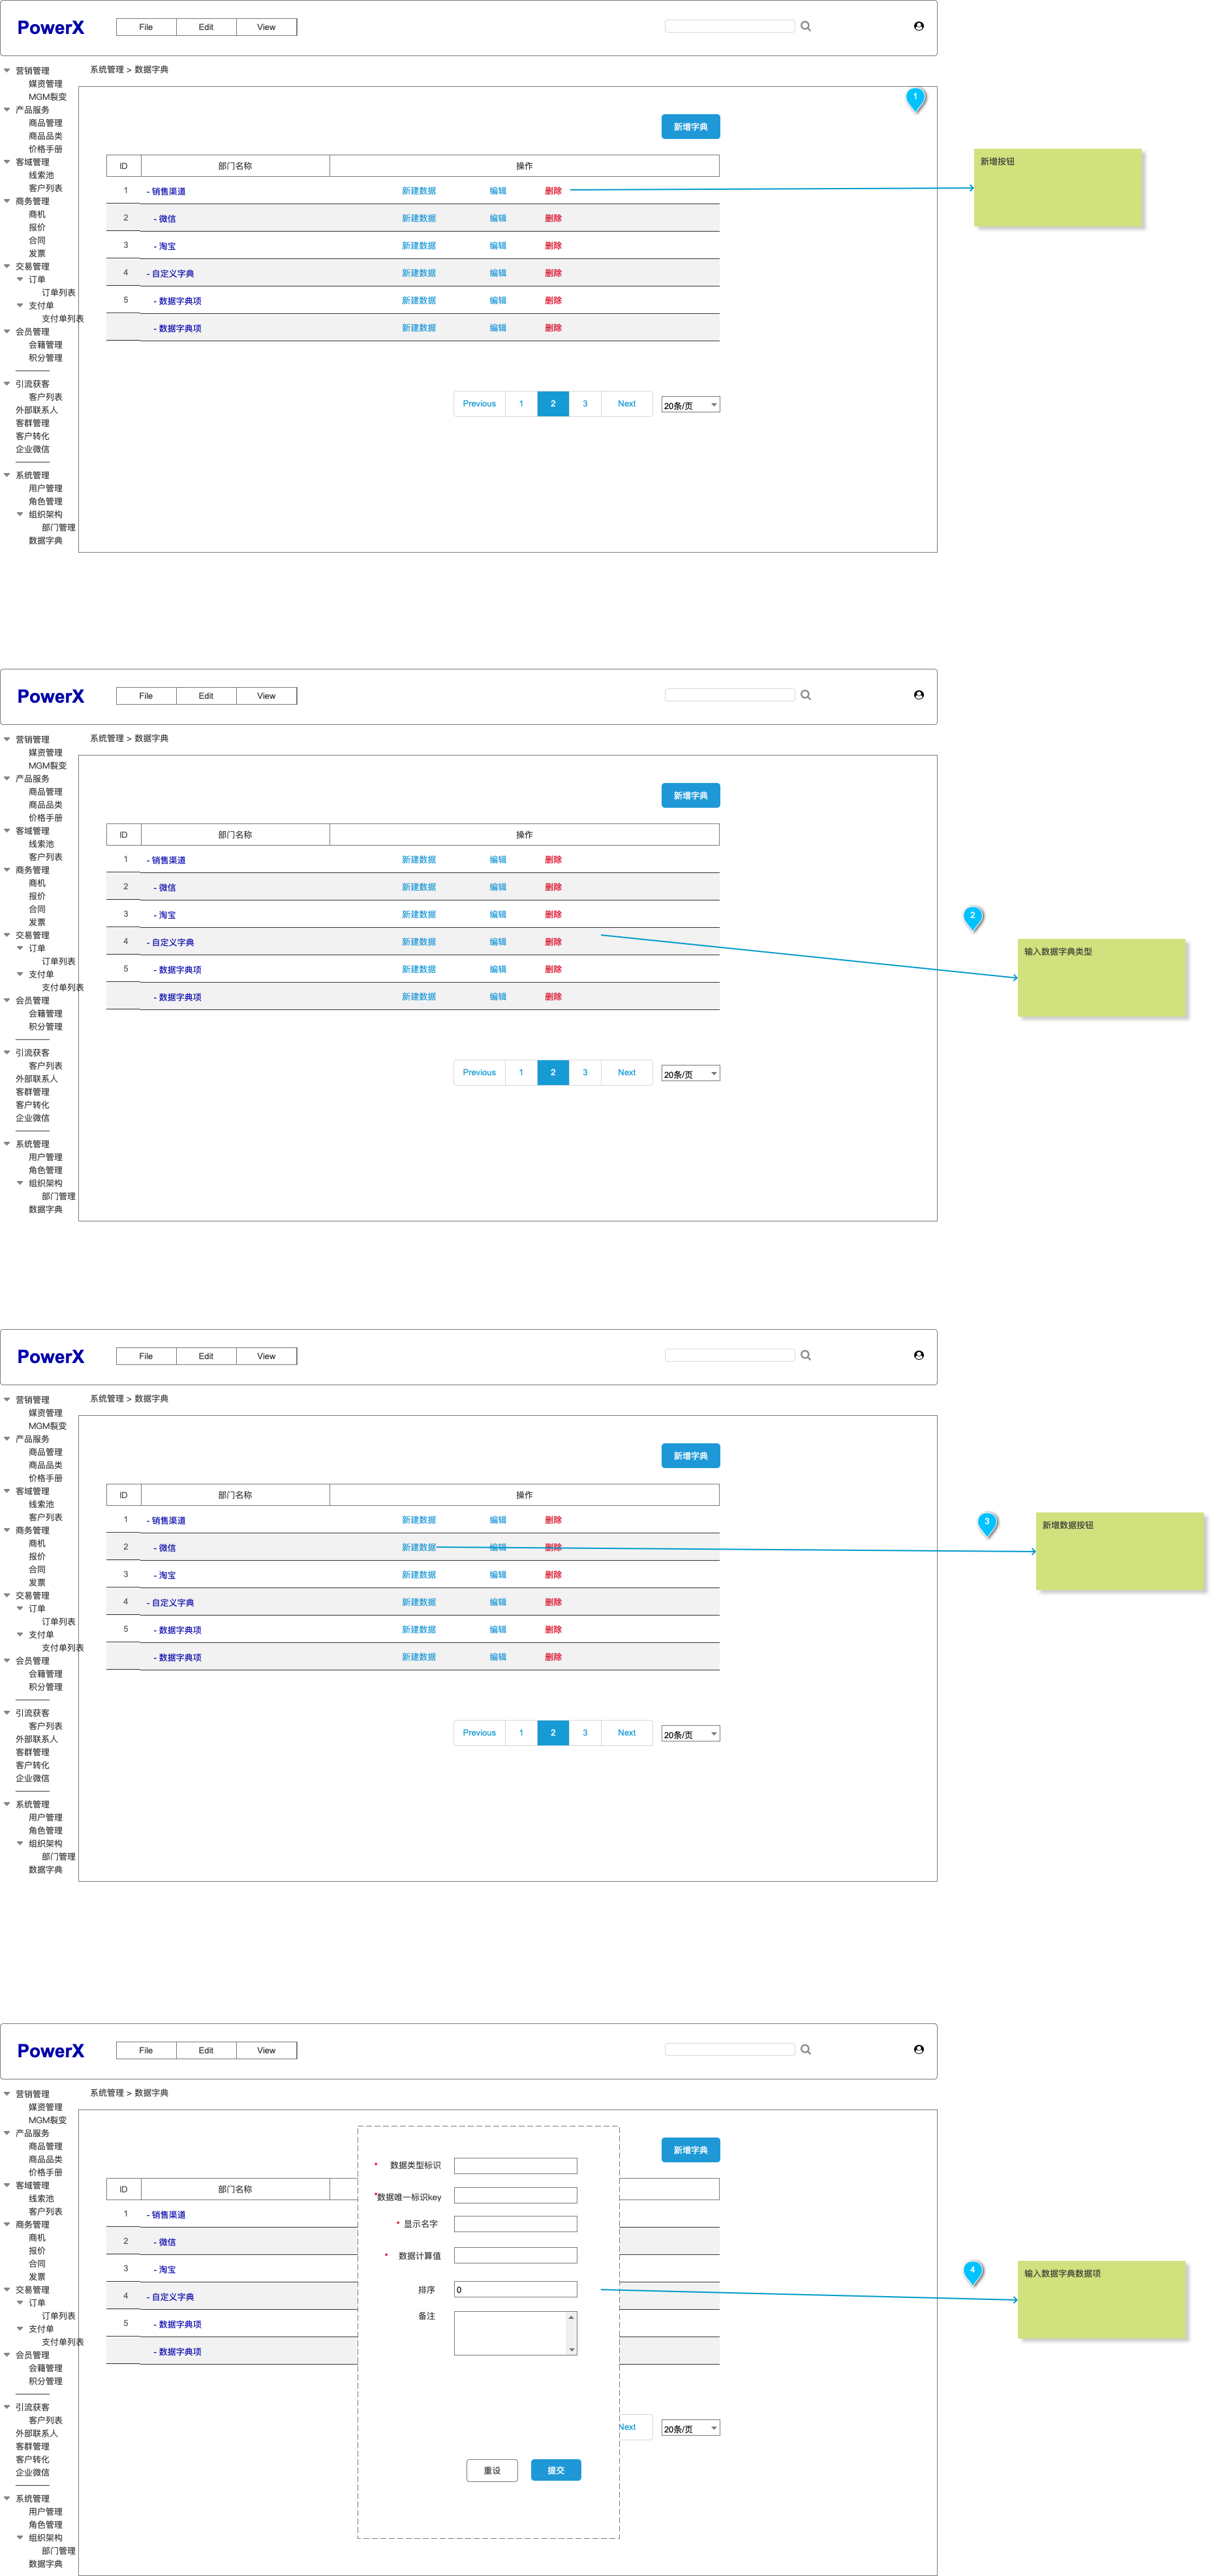 PowerX
File Edit View
系统管理 > 数据字典
营销管理
媒资管理
MGM裂变
产品服务
商品管理
商品品类
价格手册
客域管理
线索池
客户列表
商务管理
商机
报价
合同
发票
交易管理
订单
订单列表
支付单
支付单列表
会员管理
会籍管理
积分管理
引流获客
客户列表
外部联系人
客群管理
客户转化
企业微信
系统管理
用户管理
角色管理
组织架构
部门管理
数据字典
1
新增字典
新增按钮
ID 部门名称 操作
1 - 销售渠道 新建数据 编辑 删除
2 - 微信 新建数据 编辑 删除
3 - 淘宝 新建数据 编辑 删除
4 - 自定义字典 新建数据 编辑 删除
5 - 数据字典项 新建数据 编辑 删除
- 数据字典项 新建数据 编辑 删除
Previous 1 2 3 Next 20条/页
PowerX
File Edit View
系统管理 > 数据字典
营销管理
媒资管理
MGM裂变
产品服务
商品管理
商品品类
价格手册
客域管理
线索池
客户列表
商务管理
商机
报价
合同
发票
交易管理
订单
订单列表
支付单
支付单列表
会员管理
会籍管理
积分管理
引流获客
客户列表
外部联系人
客群管理
客户转化
企业微信
系统管理
用户管理
角色管理
组织架构
部门管理
数据字典
新增字典
ID 部门名称 操作
1 - 销售渠道 新建数据 编辑 删除
2 - 微信 新建数据 编辑 删除
3 - 淘宝 新建数据 编辑 删除
4 - 自定义字典 新建数据 编辑 删除
5 - 数据字典项 新建数据 编辑 删除
- 数据字典项 新建数据 编辑 删除
2
输入数据字典类型
Previous 1 2 3 Next 20条/页
PowerX
File Edit View
系统管理 > 数据字典
营销管理
媒资管理
MGM裂变
产品服务
商品管理
商品品类
价格手册
客域管理
线索池
客户列表
商务管理
商机
报价
合同
发票
交易管理
订单
订单列表
支付单
支付单列表
会员管理
会籍管理
积分管理
引流获客
客户列表
外部联系人
客群管理
客户转化
企业微信
系统管理
用户管理
角色管理
组织架构
部门管理
数据字典
新增字典
ID 部门名称 操作
1 - 销售渠道 新建数据 编辑 删除
2 - 微信 新建数据 编辑 删除
3 - 淘宝 新建数据 编辑 删除
4 - 自定义字典 新建数据 编辑 删除
5 - 数据字典项 新建数据 编辑 删除
- 数据字典项 新建数据 编辑 删除
3
新增数据按钮
Previous 1 2 3 Next 20条/页
PowerX
File Edit View
系统管理 > 数据字典
营销管理
媒资管理
MGM裂变
产品服务
商品管理
商品品类
价格手册
客域管理
线索池
客户列表
商务管理
商机
报价
合同
发票
交易管理
订单
订单列表
支付单
支付单列表
会员管理
会籍管理
积分管理
引流获客
客户列表
外部联系人
客群管理
客户转化
企业微信
系统管理
用户管理
角色管理
组织架构
部门管理
数据字典
新增字典
ID 部门名称
1 - 销售渠道
2 - 微信
3 - 淘宝
4 - 自定义字典
5 - 数据字典项
- 数据字典项
* 数据类型标识
*数据唯一标识key
* 显示名字
* 数据计算值
排序 0
备注
重设 提交
Next 20条/页
4
输入数据字典数据项